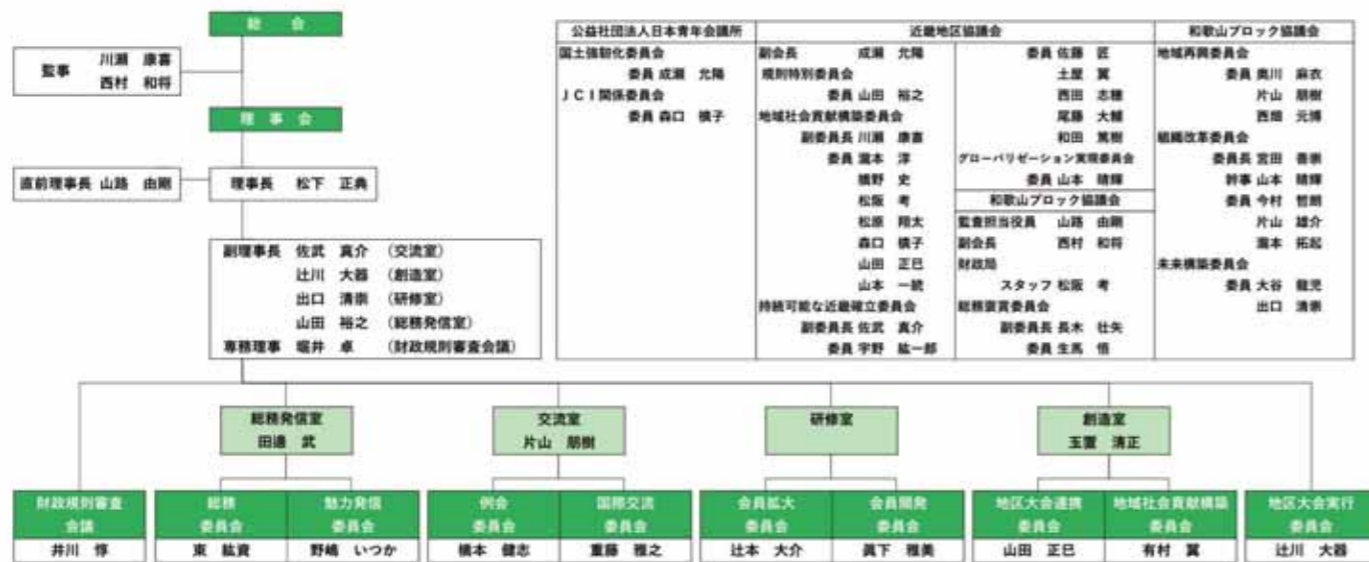 総 会
監事 川瀬 康喜
西村 和将
理 事 会
直前理事長 山路 由剛
理事長 松下 正典
副理事長 佐武 真介 (交流室)
辻川 大器 (創造室)
出口 清崇 (研修室)
山田 裕之 (総務発信室)
専務理事 堀井 卓 (財政規則審査会議)
公益社団法人日本青年会議所
国土強靭化委員会
委員 成瀬 允陽
JCI関係委員会
委員 森口 槙子
近畿地区協議会
副会長 成瀬 允陽
規則特別委員会
委員 山田 裕之
地域社会貢献構築委員会
副委員長 川瀬 康喜
委員 瀧本 淳
橋野 史
松阪 考
松原 翔太
森口 槙子
山田 正巳
山本 一統
持続可能な近畿確立委員会
副委員長 佐武 真介
委員 宇野 紘一郎
委員 佐藤 匠
土屋 翼
西田 志穂
尾藤 大輔
和田 篤樹
グローバリゼーション実現委員会
委員 山本 晴輝
和歌山ブロック協議会
監査担当役員 山路 由剛
副会長 西村 和将
財政局
スタッフ 松阪 考
総務褒賞委員会
副委員長 長木 壮矢
委員 生馬 悟
和歌山ブロック協議会
地域再興委員会
委員 奥川 麻衣
片山 朋樹
西畑 元博
組織改革委員会
委員長 宮田 善崇
幹事 山本 晴輝
委員 今村 哲朗
片山 雄介
瀧本 拓起
未来構築委員会
委員 大谷 龍児
出口 清崇
総務発信室
田邉 武
交流室
片山 朋樹
研修室
創造室
玉置 清正
財政規則審査
会議
井川 惇
総務
委員会
東 紘資
魅力発信
委員会
野嶋 いつか
例会
委員会
橋本 健志
国際交流
委員会
重藤 雅之
会員拡大
委員会
辻本 大介
会員開発
委員会
眞下 雅美
地区大会連携
委員会
山田 正巳
地域社会貢献構築
委員会
有村 翼
地区大会実行
委員会
辻川 大器